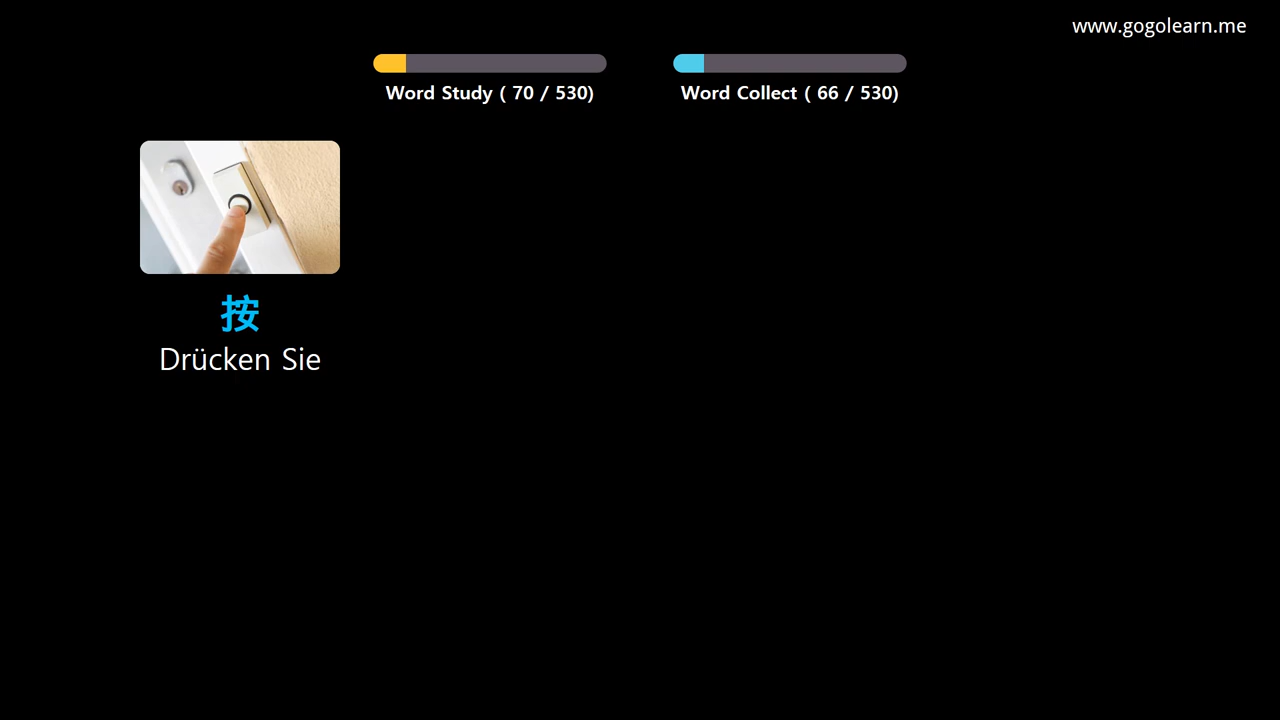 www.gogolearn.me
Word Study ( 70 / 530)
Word Collect ( 66 / 530)
按
Drücken Sie